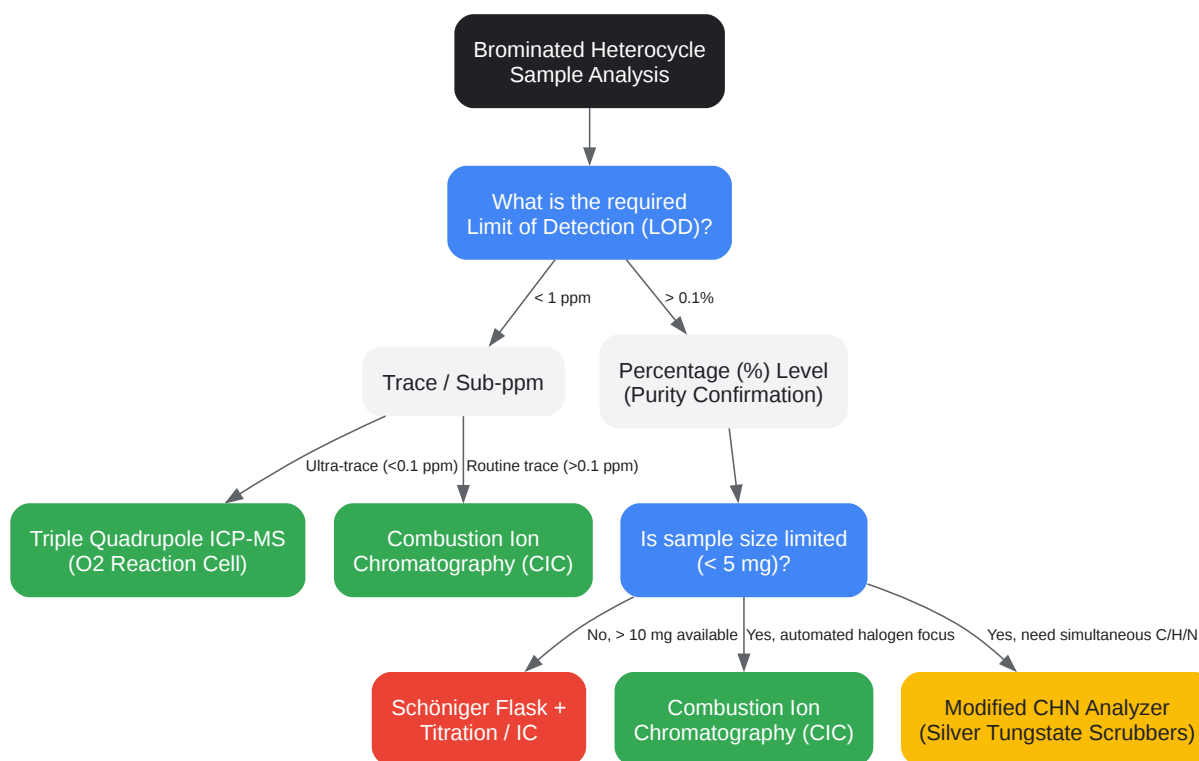 Brominated Heterocycle
Sample Analysis
What is the required
Limit of Detection (LOD)?
< 1 ppm
> 0.1%
Trace / Sub-ppm
Percentage (%) Level
(Purity Confirmation)
Ultra-trace (<0.1 ppm)
Routine trace (>0.1 ppm)
Triple Quadrupole ICP-MS
(O2 Reaction Cell)
Combustion Ion
Chromatography (CIC)
Is sample size limited
(< 5 mg)?
No, > 10 mg available
Yes, automated halogen focus
Yes, need simultaneous C/H/N
Schöniger Flask +
Titration / IC
Combustion Ion
Chromatography (CIC)
Modified CHN Analyzer
(Silver Tungstate Scrubbers)